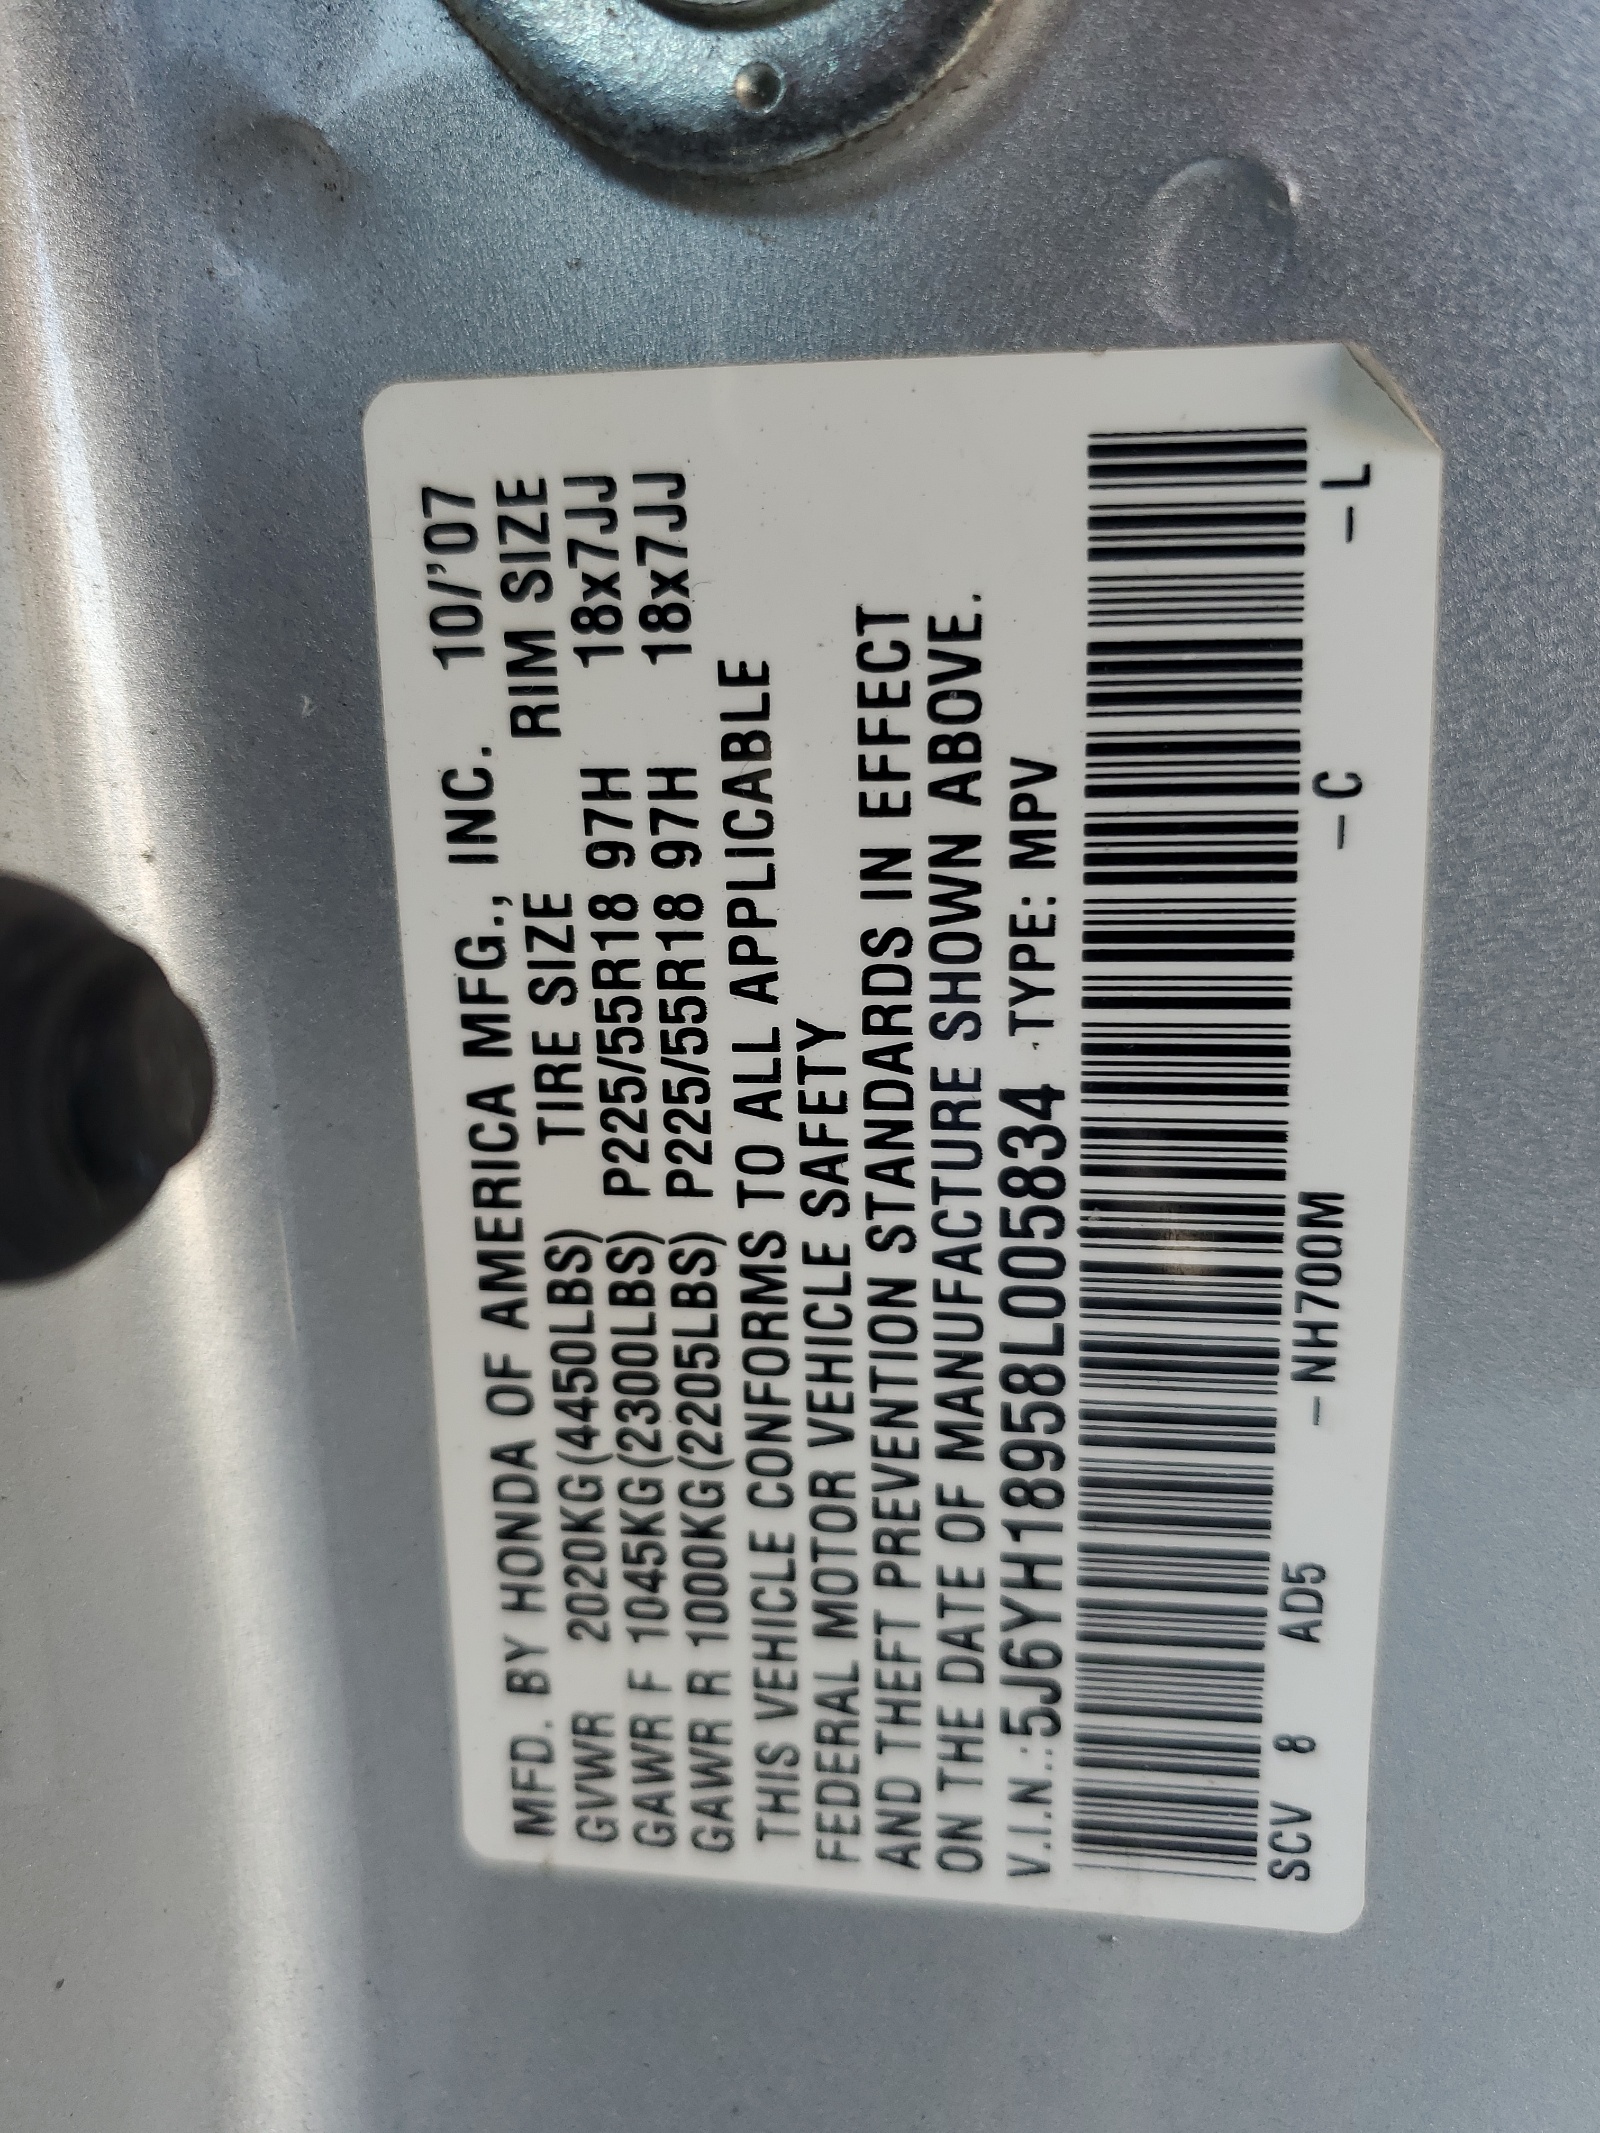 MFD. BY HONDA OF AMERICA MFG., INC. 10/'07
TIRE SIZE RIM SIZE
GVWR 2020KG(4450LBS)
GAWR F 1045KG(2300LBS) P225/55R18 97H 18x7JJ
GAWR R 1000KG(2205LBS) P225/55R18 97H 18x7JJ
THIS VEHICLE CONFORMS TO ALL APPLICABLE
FEDERAL MOTOR VEHICLE SAFETY
AND THEFT PREVENTION STANDARDS IN EFFECT
ON THE DATE OF MANUFACTURE SHOWN ABOVE.
V.I.N.:5J6YH18958L005834 TYPE: MPV
SCV 8 AD5 –NH700QM –C –L